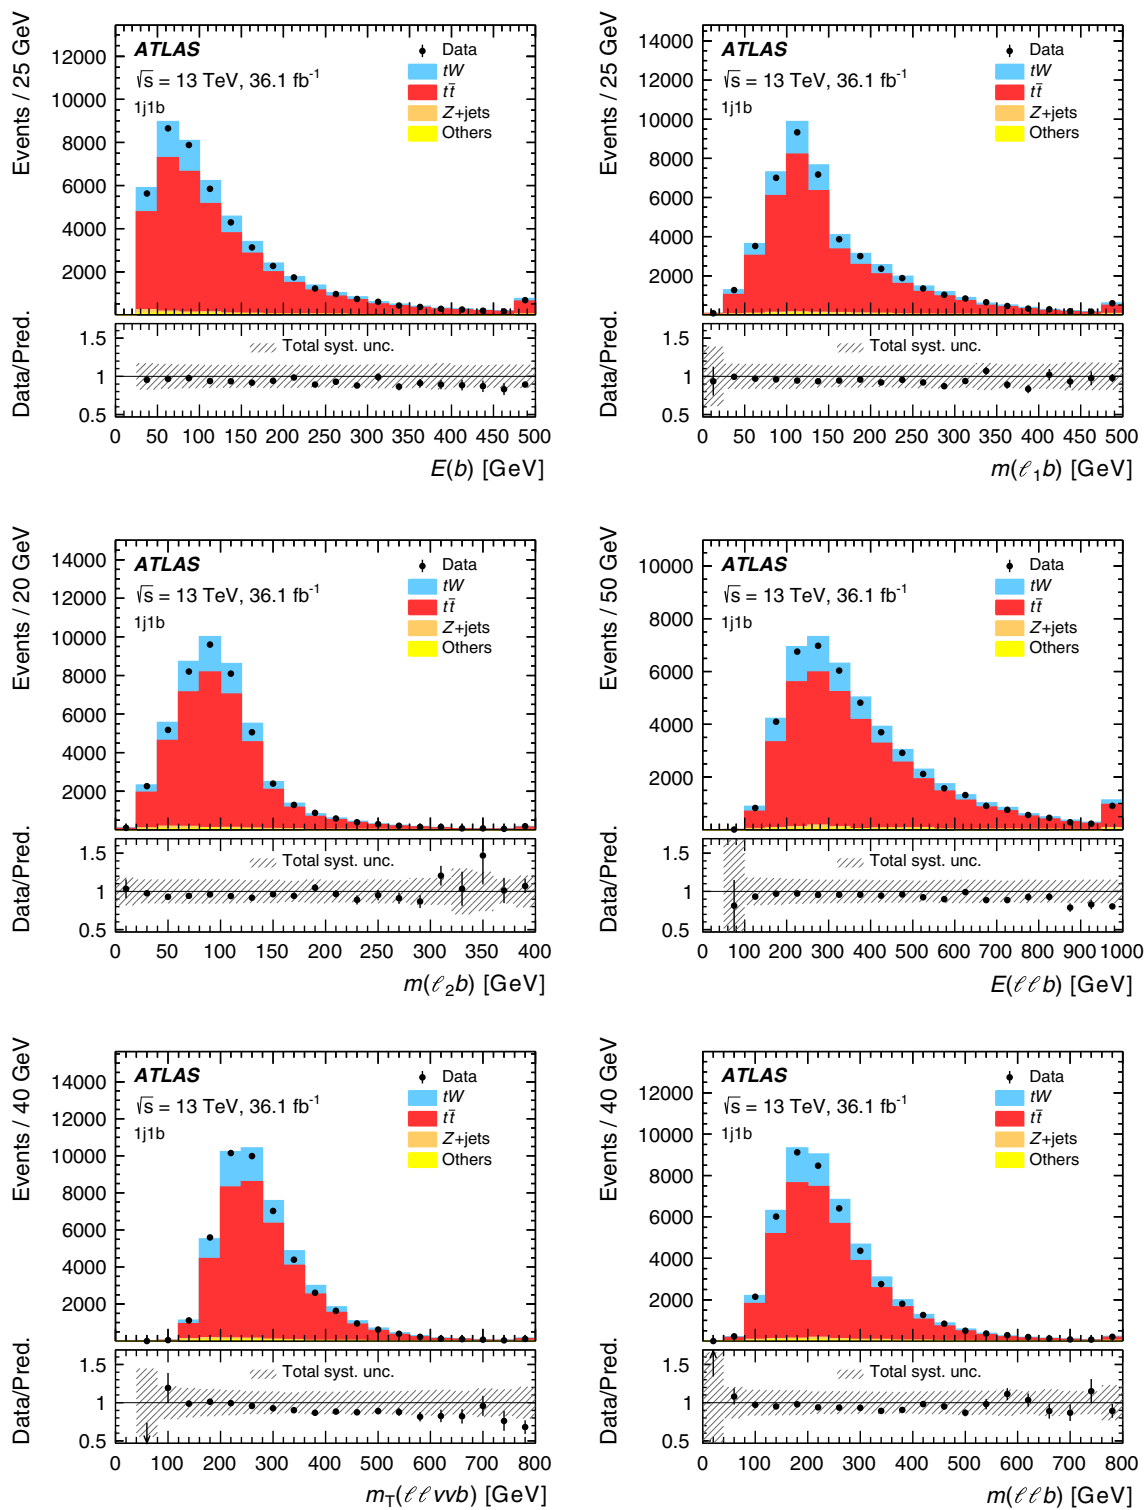 Events / 25 GeV
12000
10000
8000
6000
4000
2000
ATLAS
√s = 13 TeV, 36.1 fb⁻¹
1j1b
Data
tW
tt̄
Z+jets
Others
Data/Pred.
1.5
1
0.5
Total syst. unc.
0 50 100 150 200 250 300 350 400 450 500
E(b) [GeV]
Events / 25 GeV
14000
12000
10000
8000
6000
4000
2000
ATLAS
√s = 13 TeV, 36.1 fb⁻¹
1j1b
Data
tW
tt̄
Z+jets
Others
Data/Pred.
1.5
1
0.5
Total syst. unc.
0 50 100 150 200 250 300 350 400 450 500
m(ℓ₁b) [GeV]
Events / 20 GeV
14000
12000
10000
8000
6000
4000
2000
ATLAS
√s = 13 TeV, 36.1 fb⁻¹
1j1b
Data
tW
tt̄
Z+jets
Others
Data/Pred.
1.5
1
0.5
Total syst. unc.
0 50 100 150 200 250 300 350 400
m(ℓ₂b) [GeV]
Events / 50 GeV
10000
8000
6000
4000
2000
ATLAS
√s = 13 TeV, 36.1 fb⁻¹
1j1b
Data
tW
tt̄
Z+jets
Others
Data/Pred.
1.5
1
0.5
Total syst. unc.
0 100 200 300 400 500 600 700 800 900 1000
E(ℓℓb) [GeV]
Events / 40 GeV
14000
12000
10000
8000
6000
4000
2000
ATLAS
√s = 13 TeV, 36.1 fb⁻¹
1j1b
Data
tW
tt̄
Z+jets
Others
Data/Pred.
1.5
1
0.5
Total syst. unc.
0 100 200 300 400 500 600 700 800
m_T(ℓℓννb) [GeV]
Events / 40 GeV
12000
10000
8000
6000
4000
2000
ATLAS
√s = 13 TeV, 36.1 fb⁻¹
1j1b
Data
tW
tt̄
Z+jets
Others
Data/Pred.
1.5
1
0.5
Total syst. unc.
0 100 200 300 400 500 600 700 800
m(ℓℓb) [GeV]